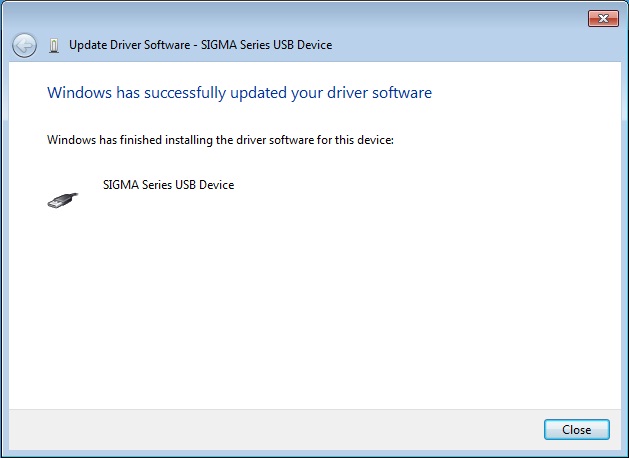 Update Driver Software - SIGMA Series USB Device
Windows has successfully updated your driver software
Windows has finished installing the driver software for this device:
SIGMA Series USB Device
Close